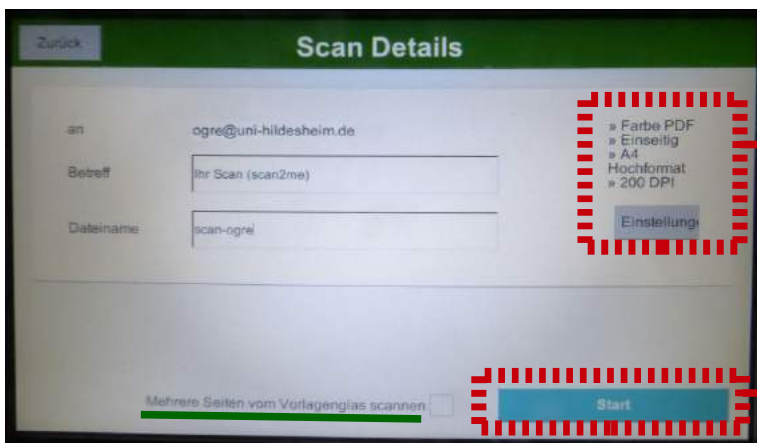 Zurück
Scan Details
an
ogre@uni-hildesheim.de
Betreff
Ihr Scan (scan2me)
Dateiname
scan-ogre
» Farbe PDF
» Einseitig
» A4
Hochformat
» 200 DPI
Einstellung
Mehrere Seiten vom Vorlagenglas scannen
Start